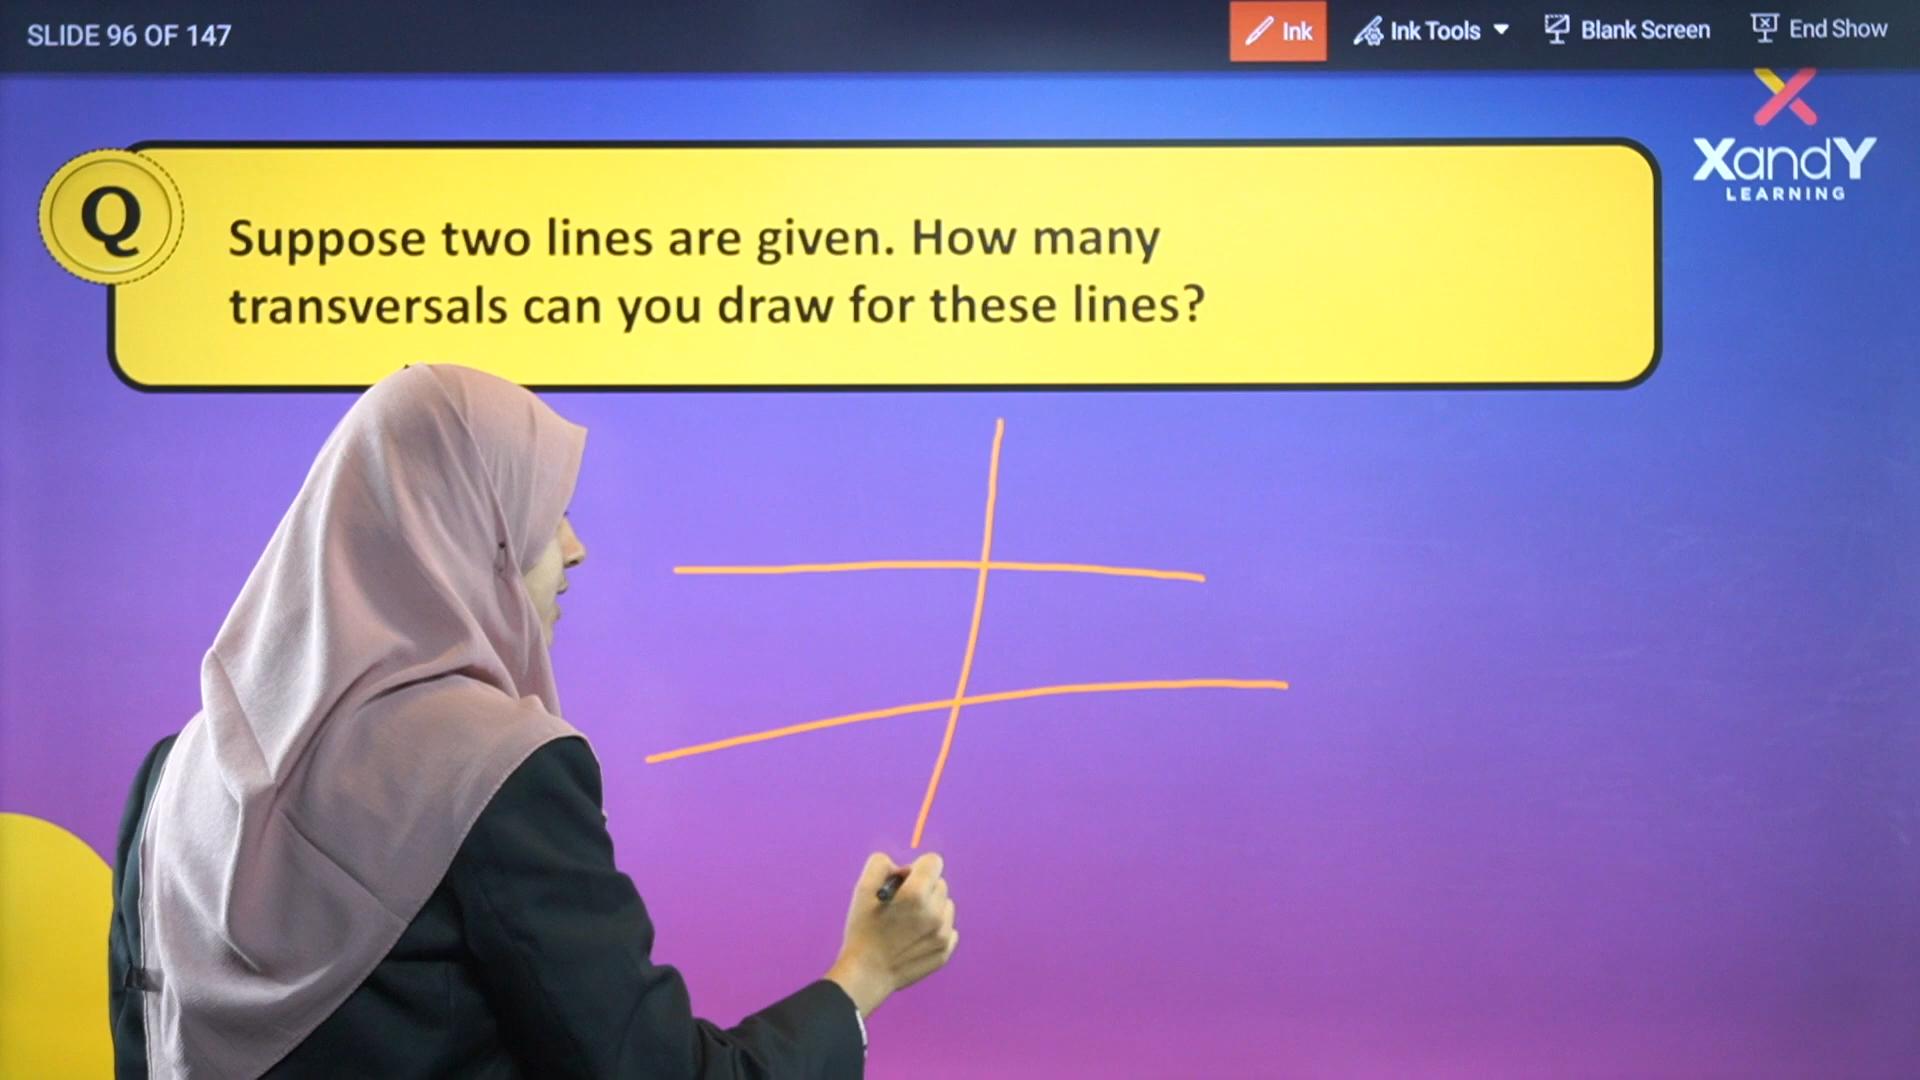 SLIDE 96 OF 147
Ink
Ink Tools
Blank Screen
End Show
XandY
LEARNING
Q
Suppose two lines are given. How many
transversals can you draw for these lines?